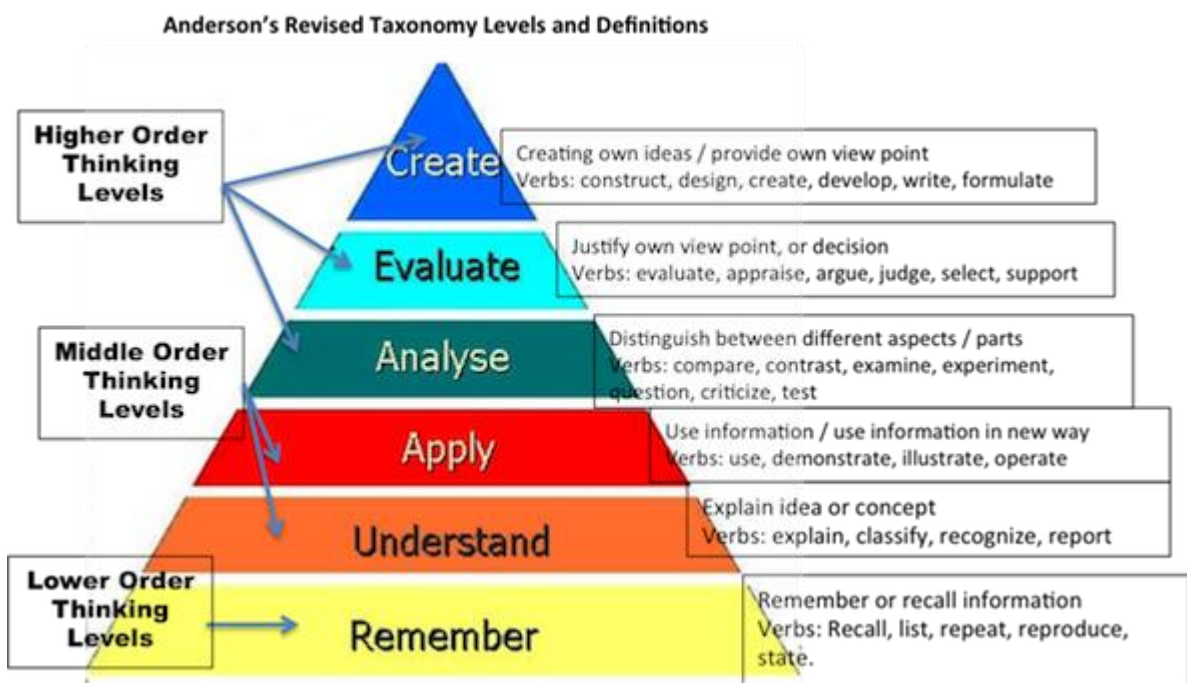 Anderson's Revised Taxonomy Levels and Definitions
Higher Order
Thinking
Levels
Create
Creating own ideas / provide own view point
Verbs: construct, design, create, develop, write, formulate
Evaluate
Justify own view point, or decision
Verbs: evaluate, appraise, argue, judge, select, support
Middle Order
Thinking
Levels
Analyse
Distinguish between different aspects / parts
Verbs: compare, contrast, examine, experiment,
question, criticize, test
Apply
Use information / use information in new way
Verbs: use, demonstrate, illustrate, operate
Understand
Explain idea or concept
Verbs: explain, classify, recognize, report
Lower Order
Thinking
Levels
Remember
Remember or recall information
Verbs: Recall, list, repeat, reproduce,
state.